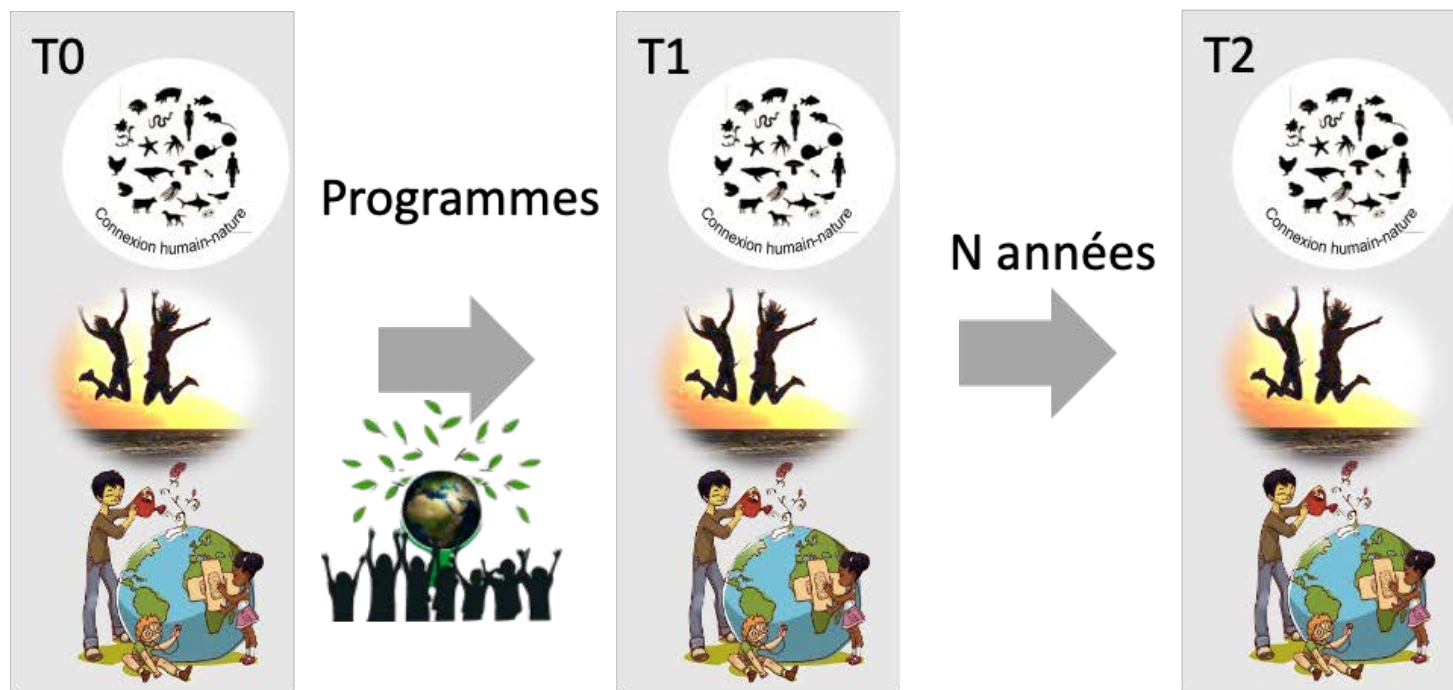 T0
Connexion humain-nature
Programmes
T1
Connexion humain-nature
N années
T2
Connexion humain-nature